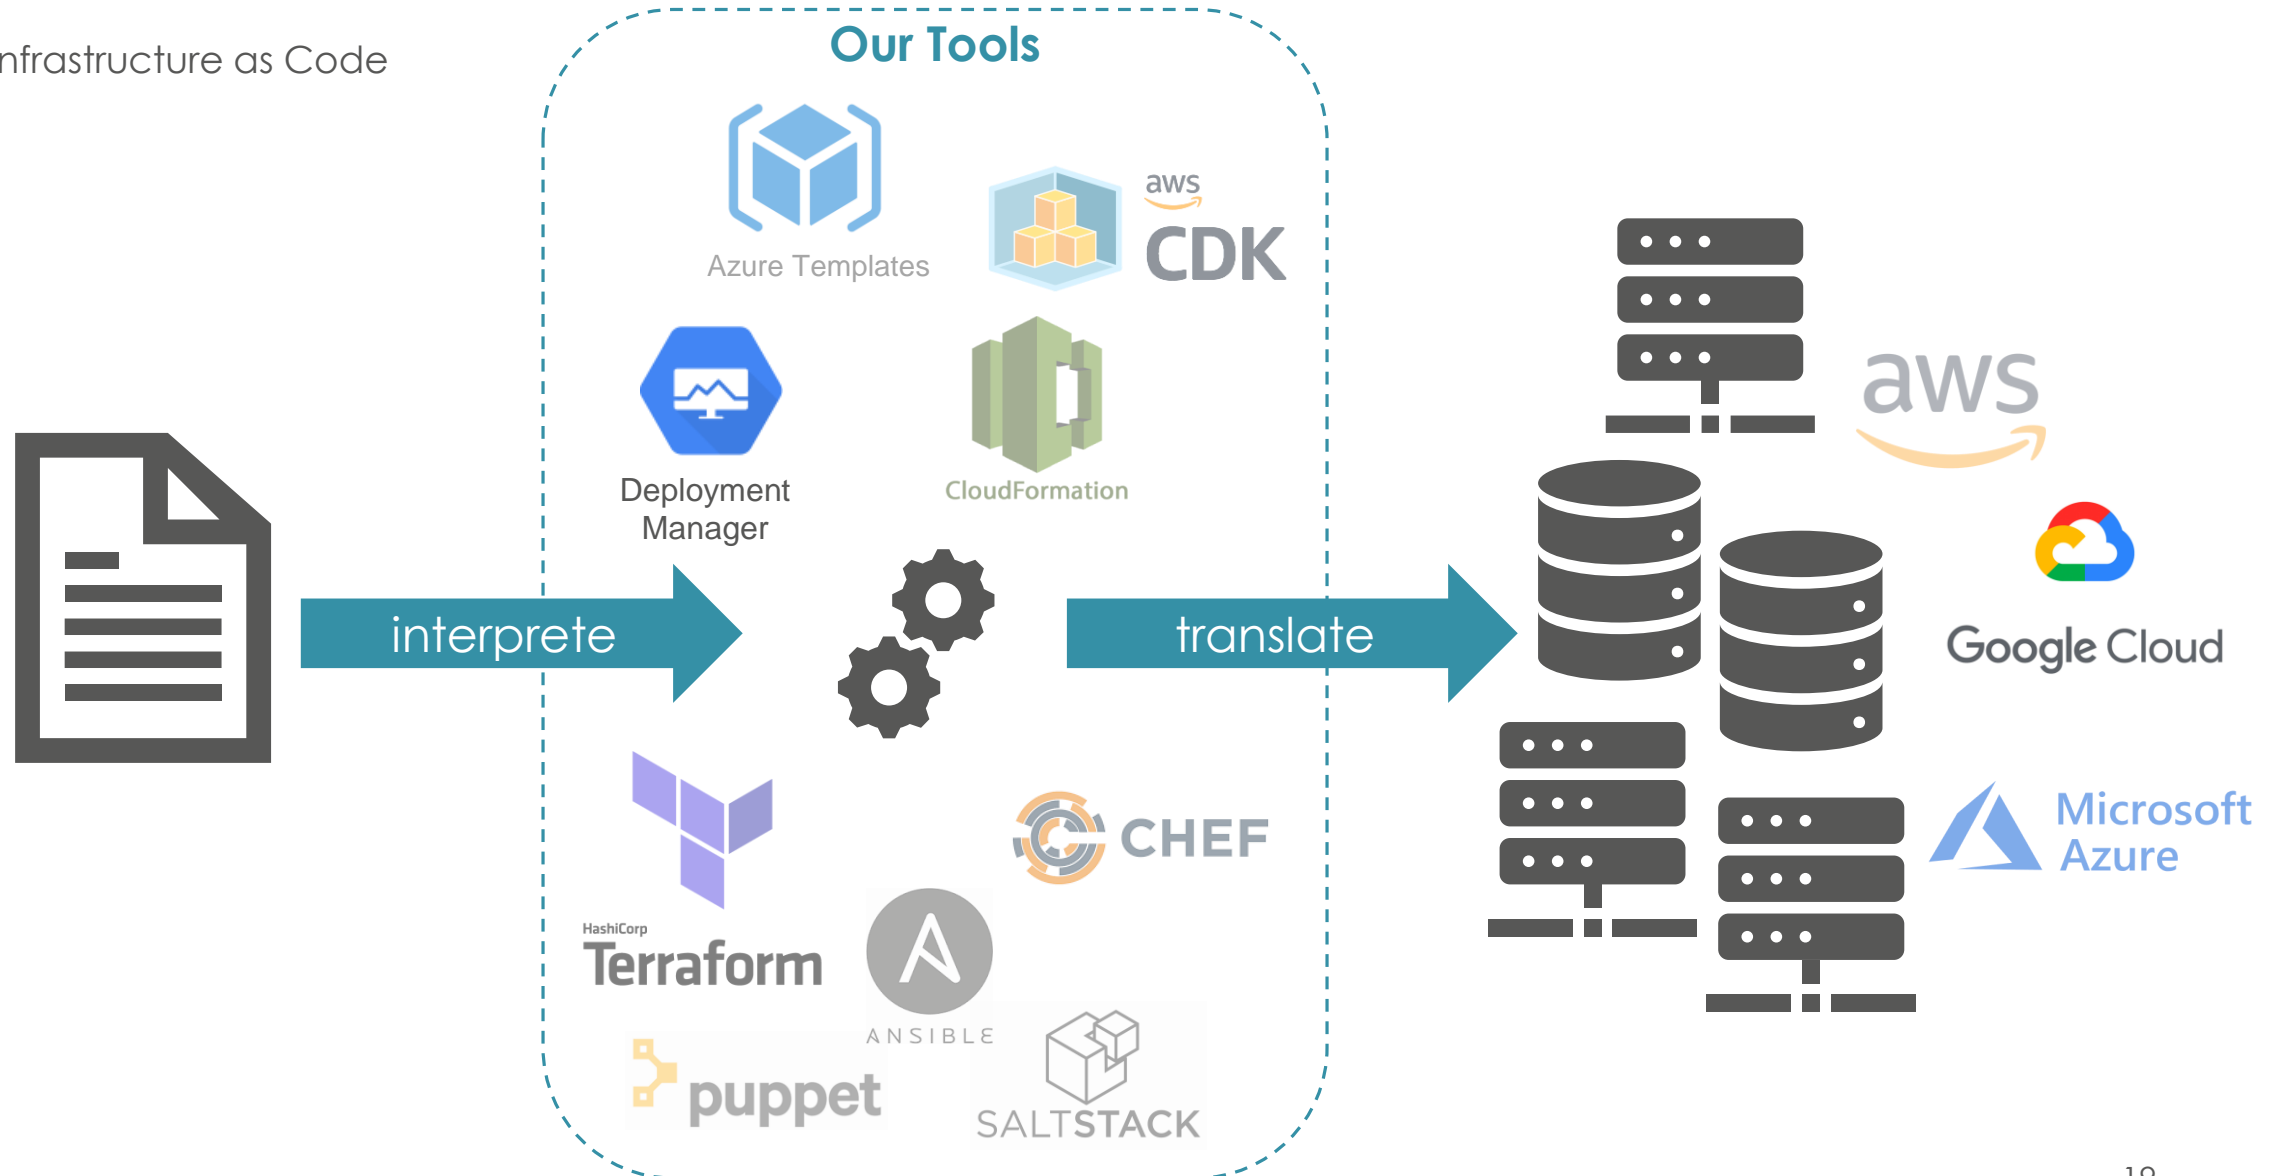 nfrastructure as Code
Our Tools
Azure Templates
aws
CDK
Deployment
Manager
CloudFormation
interprete
translate
HashiCorp
Terraform
CHEF
ANSIBLE
puppet
SALTSTACK
aws
Google Cloud
Microsoft
Azure